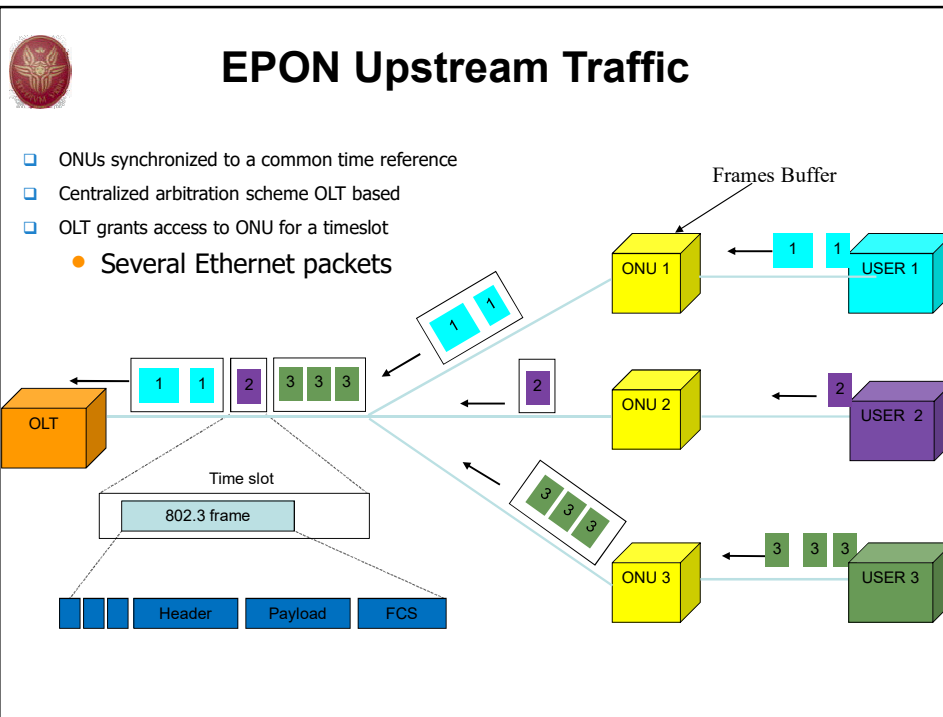 EPON Upstream Traffic
ONUs synchronized to a common time reference
Centralized arbitration scheme OLT based
OLT grants access to ONU for a timeslot
Several Ethernet packets
Frames Buffer
ONU 1
1 1
USER 1
1 1
1 1
2
3 3 3
2
ONU 2
2
USER 2
OLT
Time slot
802.3 frame
3 3 3
ONU 3
3 3 3
USER 3
Header
Payload
FCS